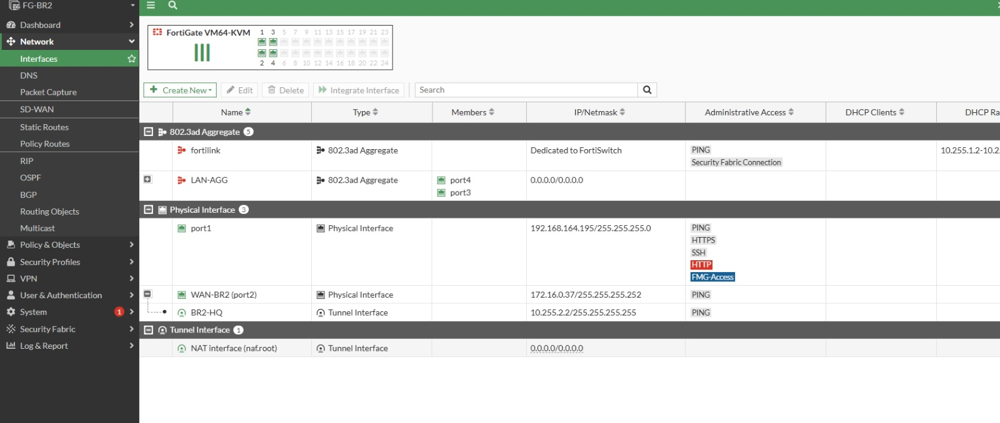 FG-BR2
Dashboard
Network
Interfaces
DNS
Packet Capture
SD-WAN
Static Routes
Policy Routes
RIP
OSPF
BGP
Routing Objects
Multicast
Policy & Objects
Security Profiles
VPN
User & Authentication
System 1
Security Fabric
Log & Report
FortiGate VM64-KVM
1 3 5 7 9 11 13 15 17 19 21 23
2 4 6 8 10 12 14 16 18 20 22 24
Create New Edit Delete Integrate Interface Search
Name Type Members IP/Netmask Administrative Access DHCP Clients DHCP Ra
802.3ad Aggregate 5
fortilink 802.3ad Aggregate Dedicated to FortiSwitch PING 10.255.1.2-10.2
Security Fabric Connection
LAN-AGG 802.3ad Aggregate port4 0.0.0.0/0.0.0.0
port3
Physical Interface 3
port1 Physical Interface 192.168.164.195/255.255.255.0 PING
HTTPS
SSH
HTTP
FMG-Access
WAN-BR2 (port2) Physical Interface 172.16.0.37/255.255.255.252 PING
BR2-HQ Tunnel Interface 10.255.2.2/255.255.255.255 PING
Tunnel Interface 1
NAT interface (naf.root) Tunnel Interface 0.0.0.0/0.0.0.0